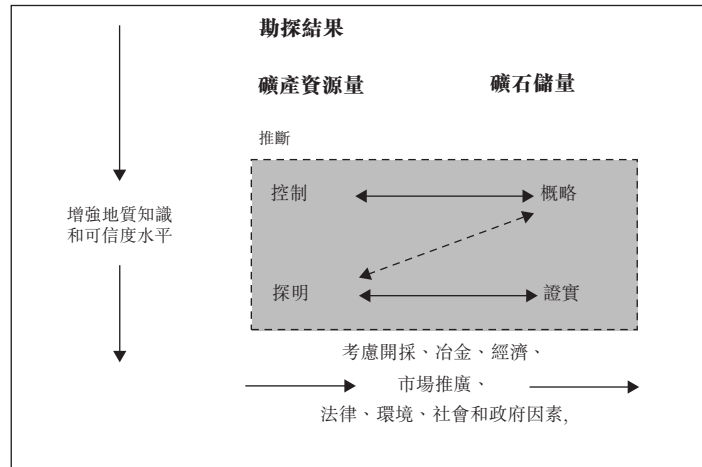 勘探結果
礦產資源量
礦石儲量
推斷
控制
概略
增強地質知識
和可信度水平
探明
證實
考慮開採、冶金、經濟、
市場推廣、
法律、環境、社會和政府因素,